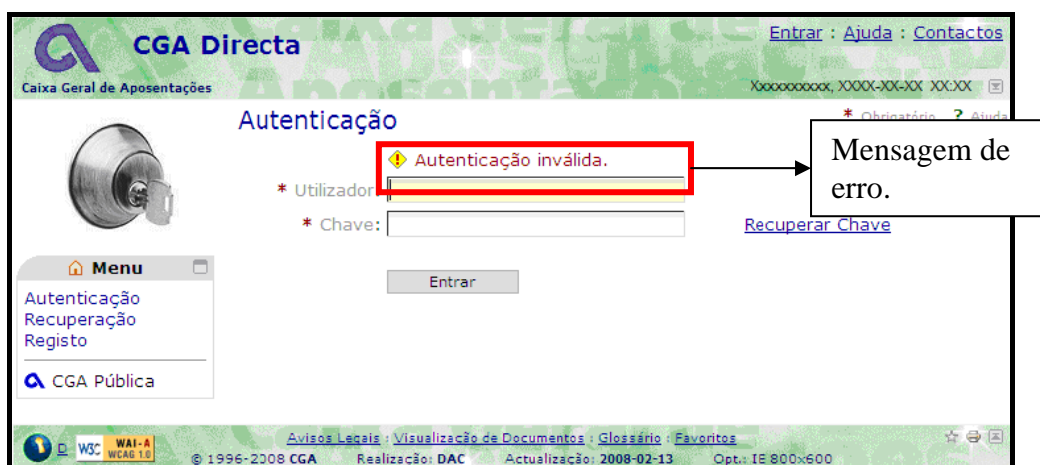 CGA Directa
Entrar : Ajuda : Contactos
Caixa Geral de Aposentações
Xxxxxxxxxx, XXXX-XX-XX XX:XX
Autenticação
* Obrigatório ? Ajuda
Autenticação inválida.
Mensagem de
erro.
* Utilizador:
* Chave:
Recuperar Chave
Menu
Entrar
Autenticação
Recuperação
Registo
CGA Pública
D W3C WAI-A
WCAG 1.0
Avisos Legais : Visualização de Documentos : Glossário : Favoritos
© 1996-2008 CGA Realização: DAC Actualização: 2008-02-13 Opt.: IE 800x600